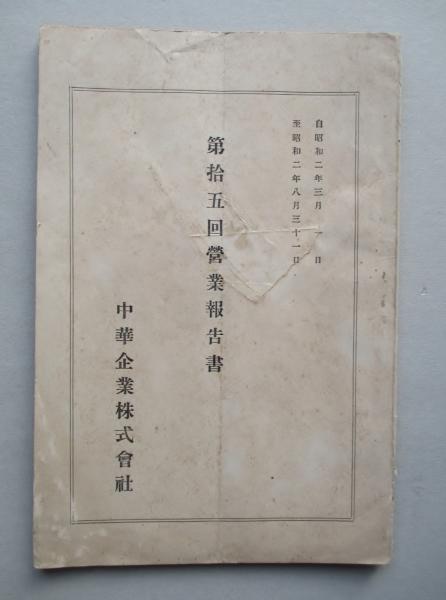 自昭和二年三月一日
至昭和二年八月三十一日
第拾五回營業報告書
中華企業株式會社